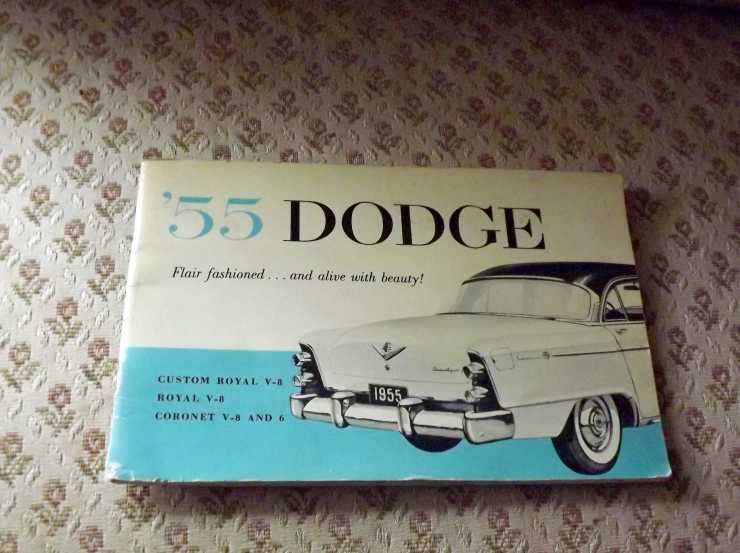 '55 DODGE
Flair fashioned . . . and alive with beauty!
CUSTOM ROYAL V-8
ROYAL V-8
CORONET V-8 AND 6
1955